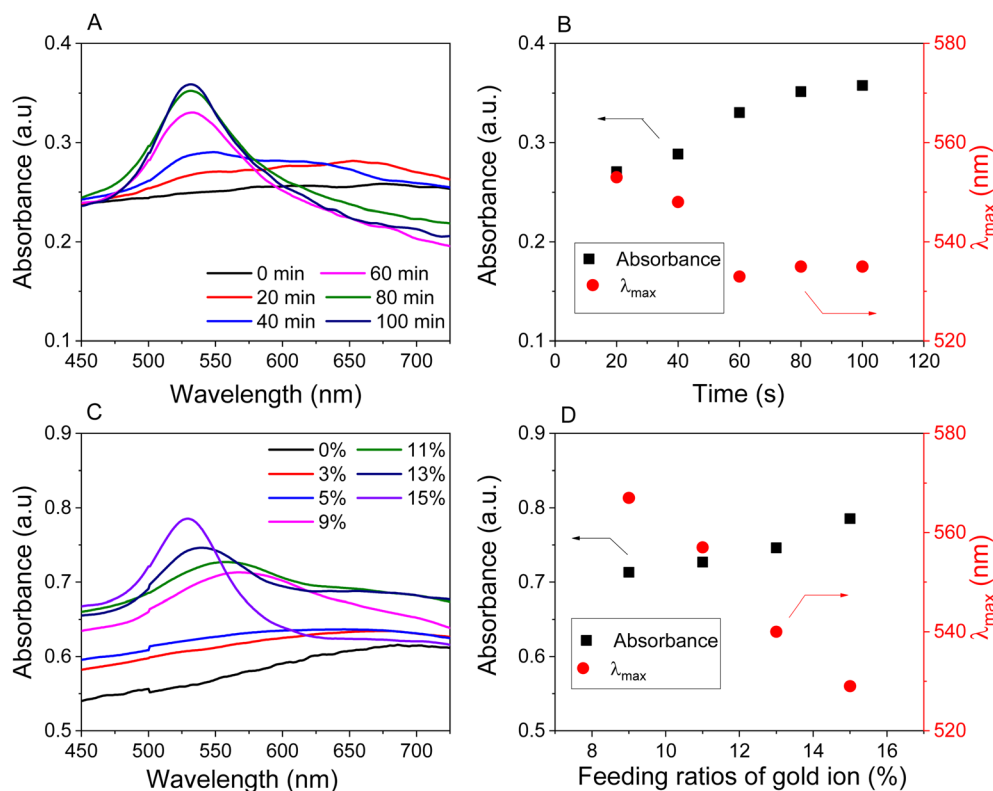 A
0.4
0.3
0.2
0.1
Absorbance (a.u)
0 min
20 min
40 min
60 min
80 min
100 min
450 500 550 600 650 700
Wavelength (nm)
B
0.4
0.3
0.2
0.1
Absorbance (a.u.)
Absorbance
λmax
580
560
540
520
λmax (nm)
0 20 40 60 80 100 120
Time (s)
C
0.9
0.8
0.7
0.6
0.5
Absorbance (a.u)
0%
3%
5%
9%
11%
13%
15%
450 500 550 600 650 700
Wavelength (nm)
D
0.9
0.8
0.7
0.6
0.5
Absorbance (a.u.)
Absorbance
λmax
580
560
540
520
λmax (nm)
8 10 12 14 16
Feeding ratios of gold ion (%)